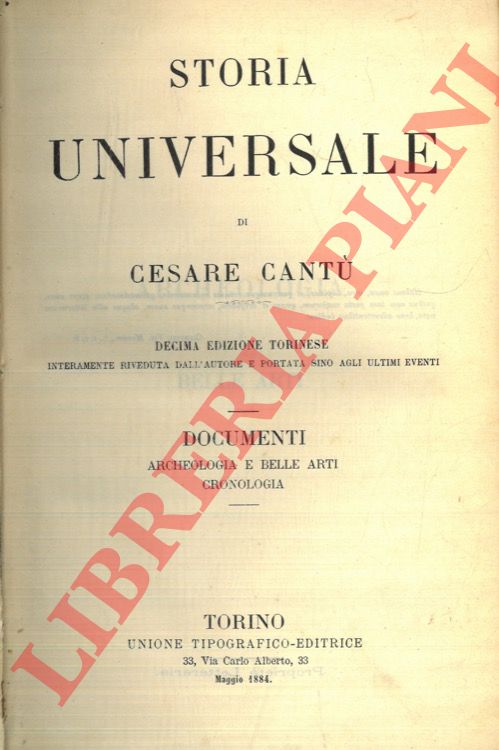 STORIA
UNIVERSALE
DI
CESARE CANTÙ
DECIMA EDIZIONE TORINESE
INTERAMENTE RIVEDUTA DALL'AUTORE E PORTATA SINO AGLI ULTIMI EVENTI
DOCUMENTI
ARCHEOLOGIA E BELLE ARTI
CRONOLOGIA
TORINO
UNIONE TIPOGRAFICO-EDITRICE
33, Via Carlo Alberto, 33
Maggio 1884.
LIBRERIA PIANI